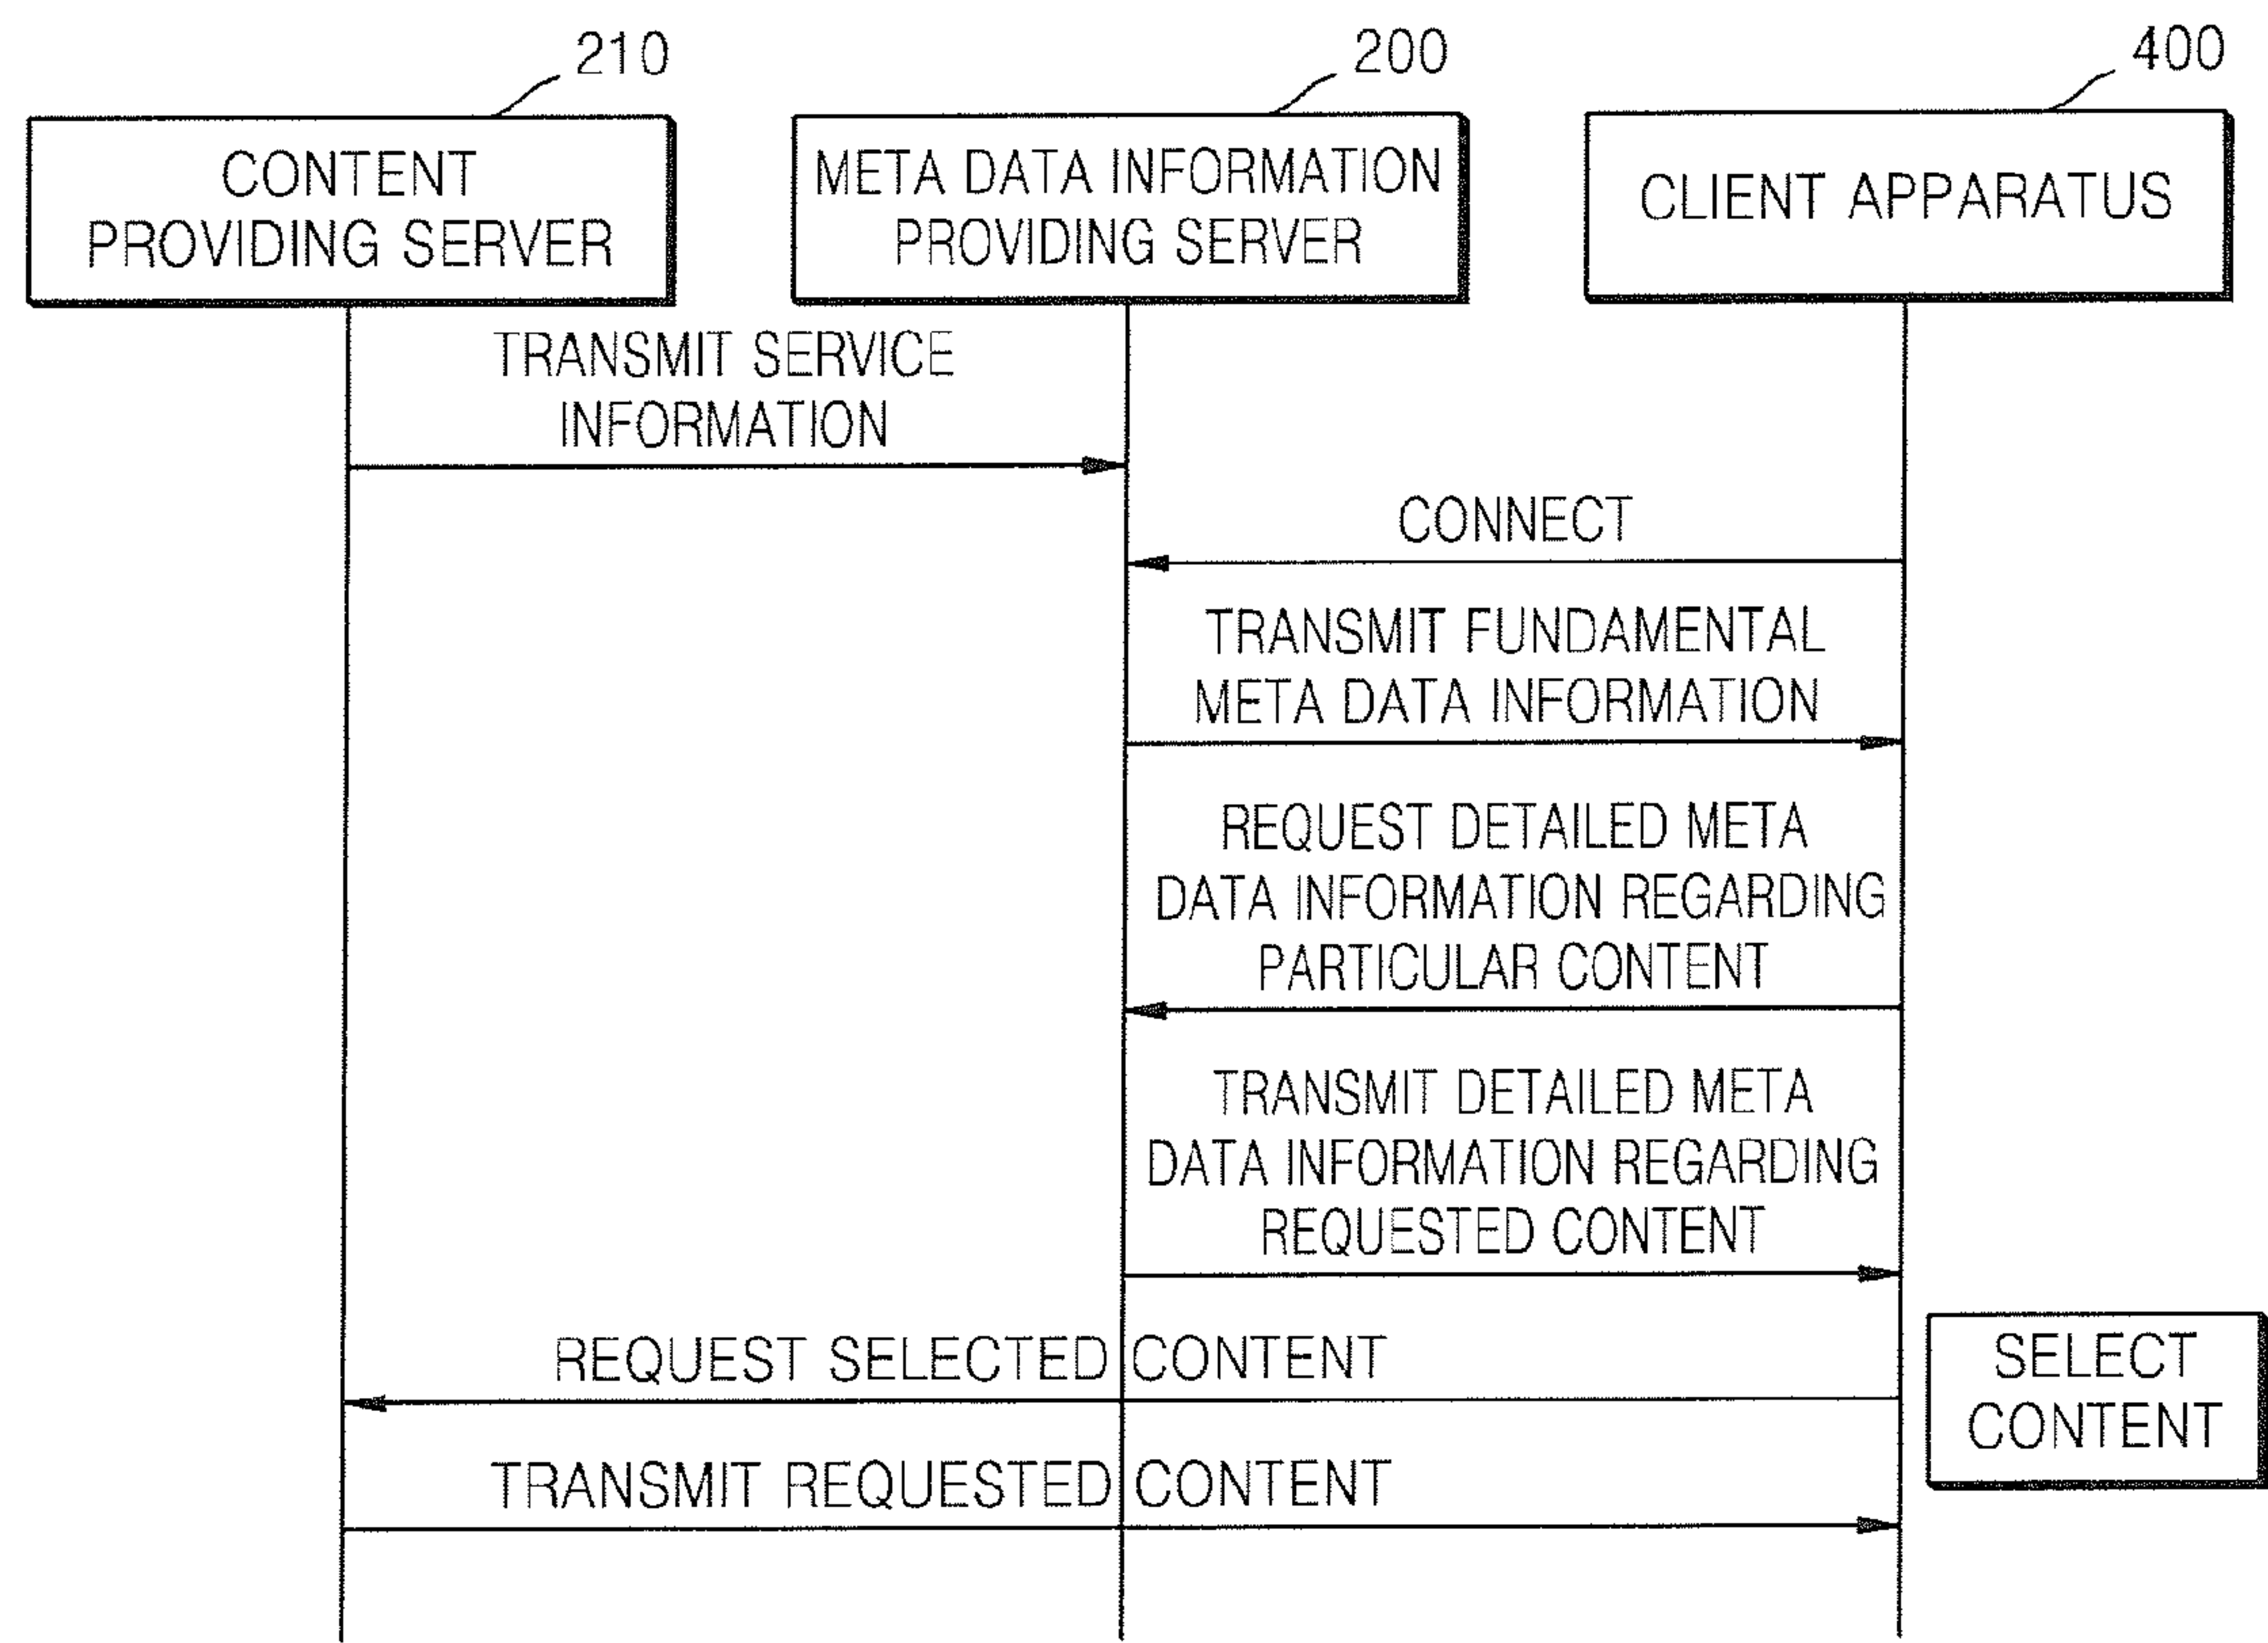 210
200
400
CONTENT
PROVIDING SERVER
META DATA INFORMATION
PROVIDING SERVER
CLIENT APPARATUS
TRANSMIT SERVICE
INFORMATION
CONNECT
TRANSMIT FUNDAMENTAL
META DATA INFORMATION
REQUEST DETAILED META
DATA INFORMATION REGARDING
PARTICULAR CONTENT
TRANSMIT DETAILED META
DATA INFORMATION REGARDING
REQUESTED CONTENT
REQUEST SELECTED CONTENT
SELECT
CONTENT
TRANSMIT REQUESTED CONTENT